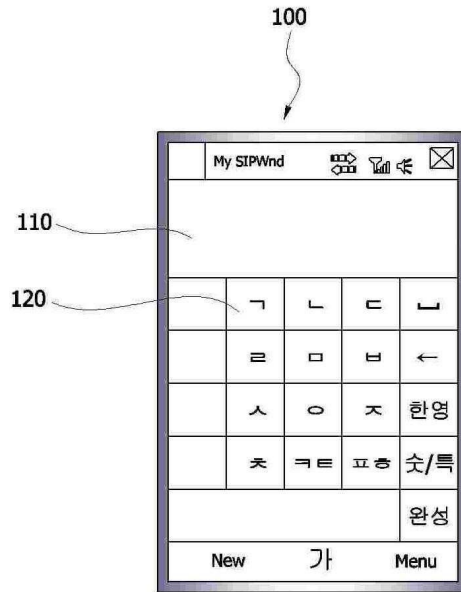 100
My SIPWnd
110
120
ㄱ ㄴ ㄷ ㅁ
ㄹ ㅁ ㅂ ←
ㅅ ㅇ ㅈ 한영
ㅊ ㅋㅌ ㅍㅎ 숫/특
완성
New 가 Menu